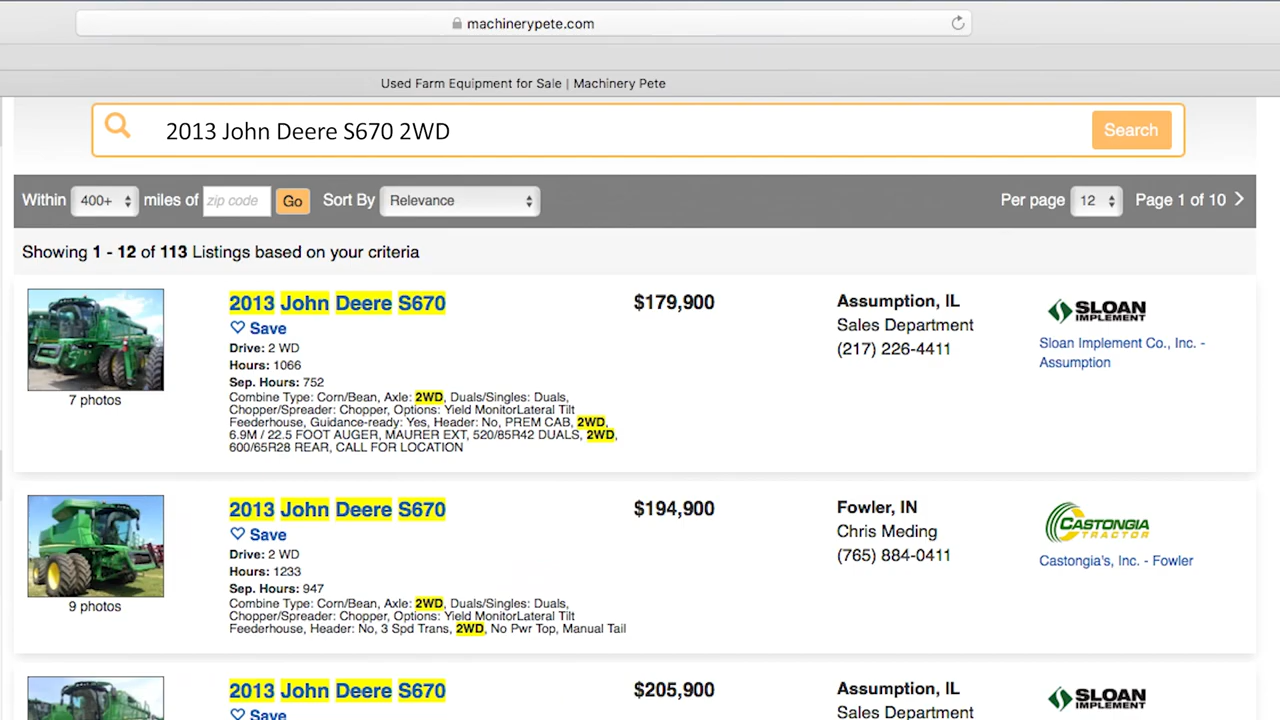 machinerypete.com
Used Farm Equipment for Sale | Machinery Pete
2013 John Deere S670 2WD
Search
Within 400+ miles of zip code Go Sort By Relevance Per page 12 Page 1 of 10
Showing 1 - 12 of 113 Listings based on your criteria
2013 John Deere S670
Save
Drive: 2 WD
Hours: 1066
Sep. Hours: 752
Combine Type: Corn/Bean, Axle: 2WD, Duals/Singles: Duals,
Chopper/Spreader: Chopper, Options: Yield MonitorLateral Tilt
Feederhouse, Guidance-ready: Yes, Header: No, PREM CAB, 2WD,
6.9M / 22.5 FOOT AUGER, MAURER EXT, 520/85R42 DUALS, 2WD,
600/65R28 REAR, CALL FOR LOCATION
7 photos
$179,900
Assumption, IL
Sales Department
(217) 226-4411
SLOAN
IMPLEMENT
Sloan Implement Co., Inc. -
Assumption
2013 John Deere S670
Save
Drive: 2 WD
Hours: 1233
Sep. Hours: 947
Combine Type: Corn/Bean, Axle: 2WD, Duals/Singles: Duals,
Chopper/Spreader: Chopper, Options: Yield MonitorLateral Tilt
Feederhouse, Header: No, 3 Spd Trans, 2WD, No Pwr Top, Manual Tail
9 photos
$194,900
Fowler, IN
Chris Meding
(765) 884-0411
CASTONGIA
TRACTOR
Castongia's, Inc. - Fowler
2013 John Deere S670
Save
$205,900
Assumption, IL
Sales Department
SLOAN
IMPLEMENT